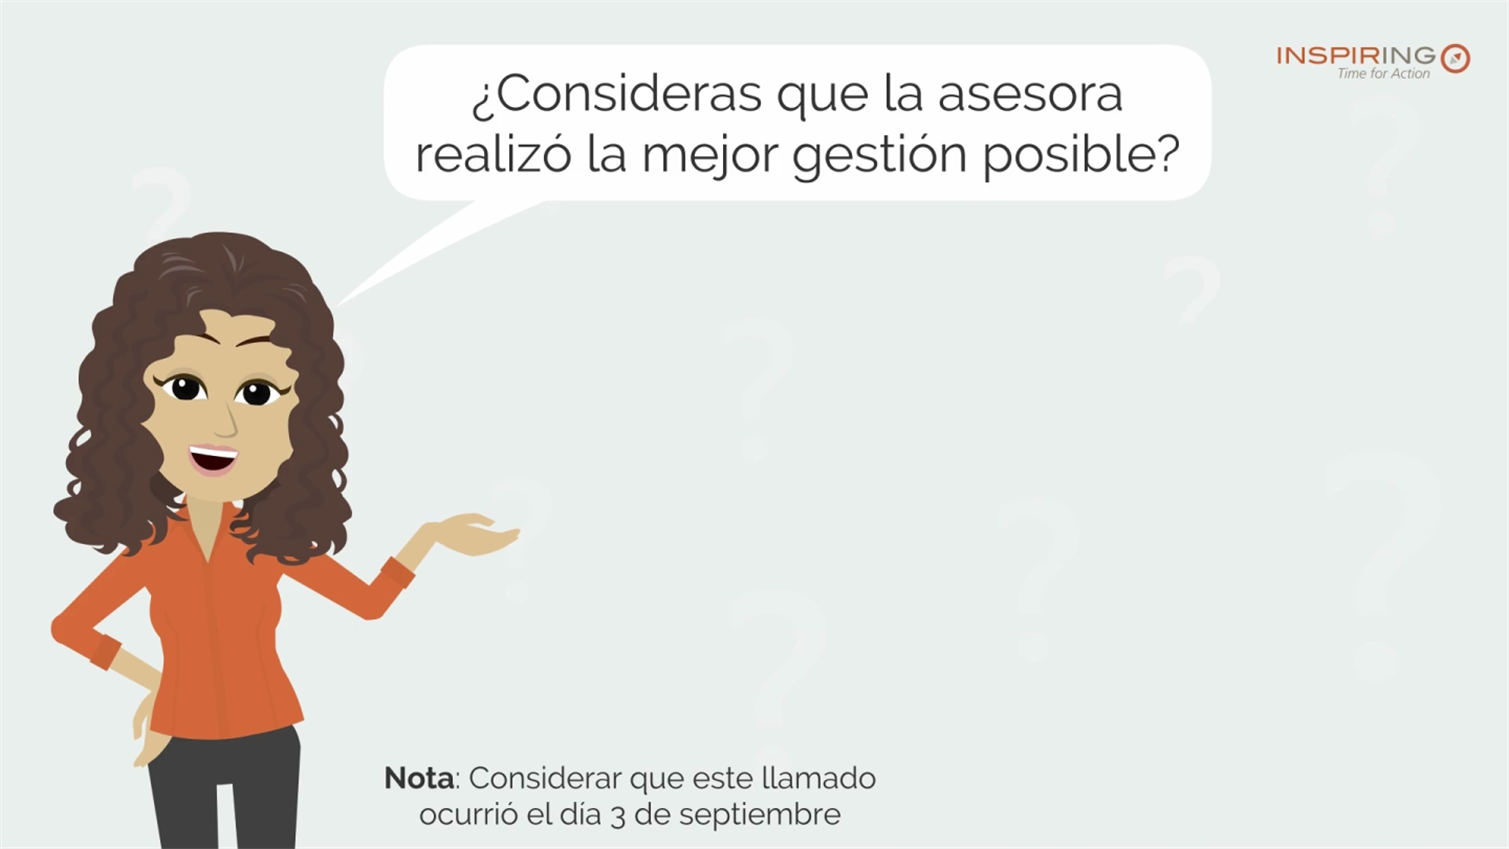 INSPIRING
Time for Action
¿Consideras que la asesora
realizó la mejor gestión posible?
Nota: Considerar que este llamado
ocurrió el día 3 de septiembre